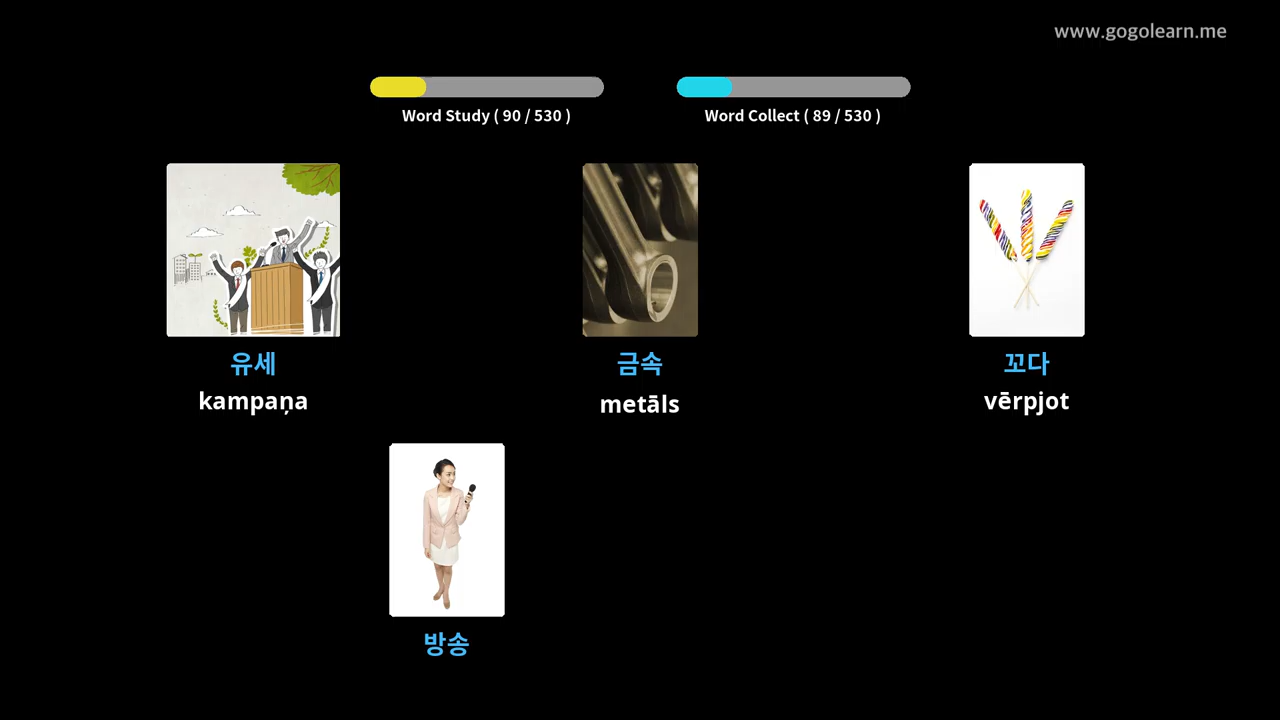 www.gogolearn.me
Word Study ( 90 / 530 )
Word Collect ( 89 / 530 )
유세
kampaņa
금속
metāls
꼬다
vērpjot
방송